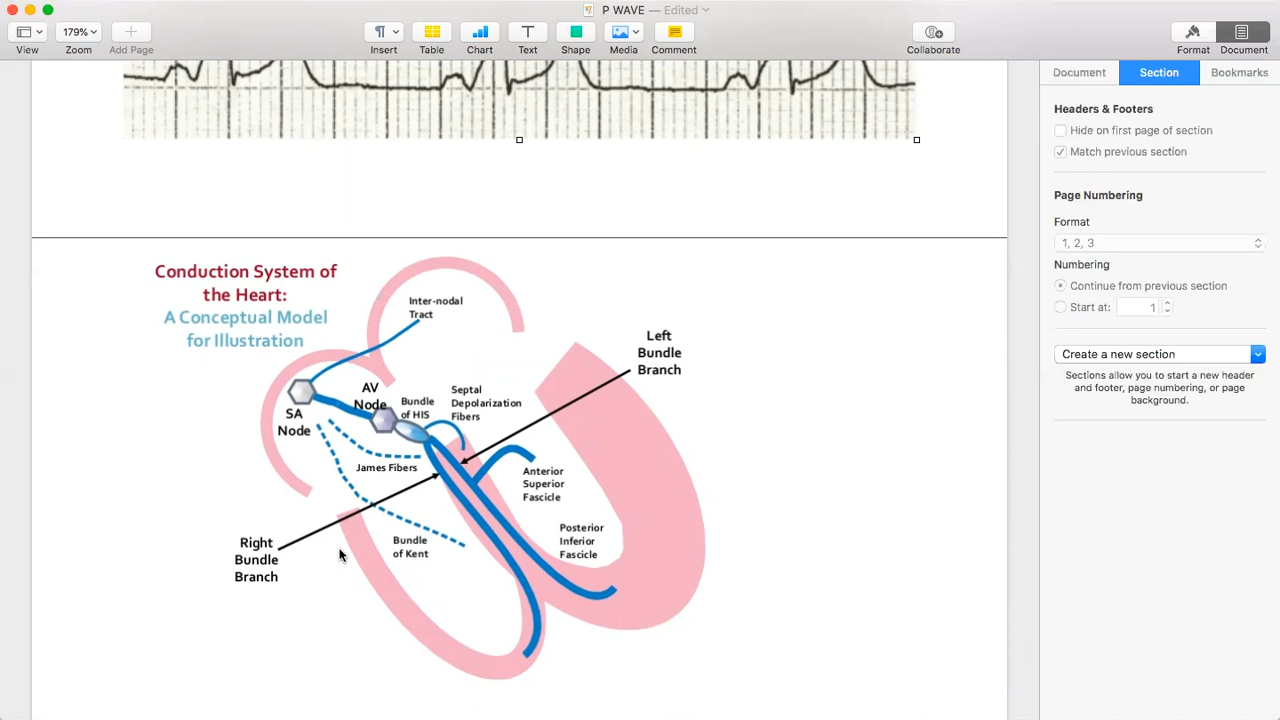 P WAVE — Edited
179%
View
Zoom
Add Page
Insert
Table
Chart
Text
Shape
Media
Comment
Collaborate
Format
Document
Document
Section
Bookmarks
Headers & Footers
Hide on first page of section
Match previous section
Page Numbering
Format
1, 2, 3
Numbering
Continue from previous section
Start at:
1
Create a new section
Sections allow you to start a new header
and footer, page numbering, or page
background.
Conduction System of
the Heart:
A Conceptual Model
for Illustration
Inter-nodal
Tract
Left
Bundle
Branch
AV
Node
Bundle
of HIS
Septal
Depolarization
Fibers
SA
Node
James Fibers
Anterior
Superior
Fascicle
Posterior
Inferior
Fascicle
Right
Bundle
Branch
Bundle
of Kent